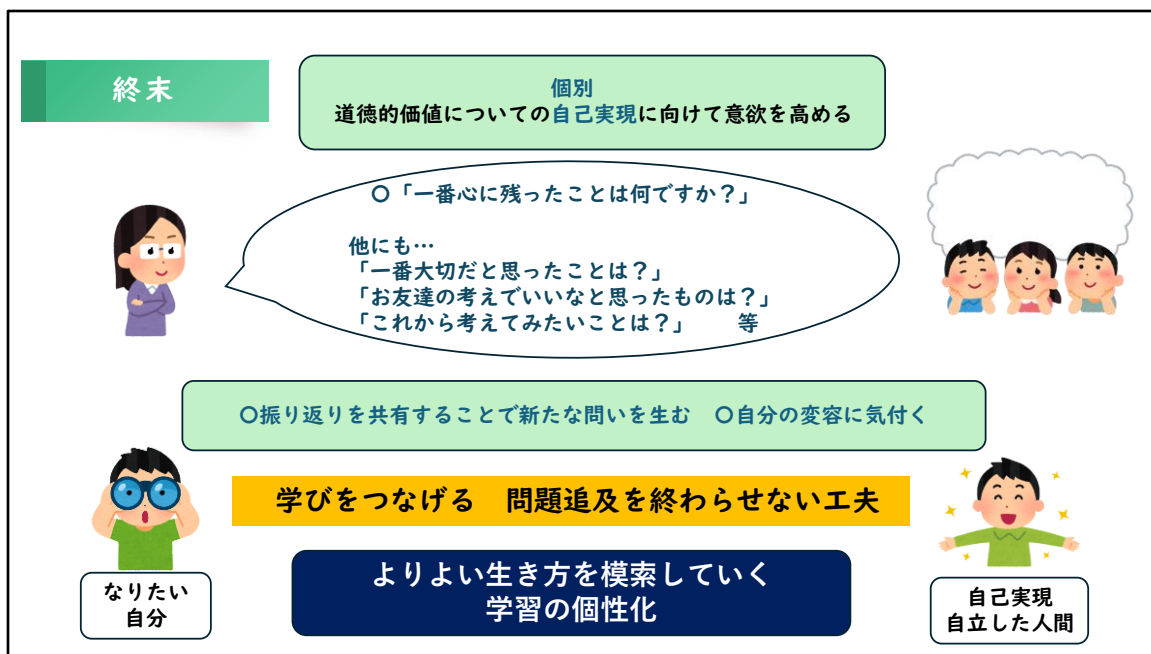 終末
個別
道徳的価値についての自己実現に向けて意欲を高める
〇「一番心に残ったことは何ですか？」
他にも…
「一番大切だと思ったことは？」
「お友達の考えでいいなと思ったものは？」
「これから考えてみたいことは？」　　等
〇振り返りを共有することで新たな問いを生む　〇自分の変容に気付く
学びをつなげる　問題追及を終わらせない工夫
なりたい
自分
よりよい生き方を模索していく
学習の個性化
自己実現
自立した人間